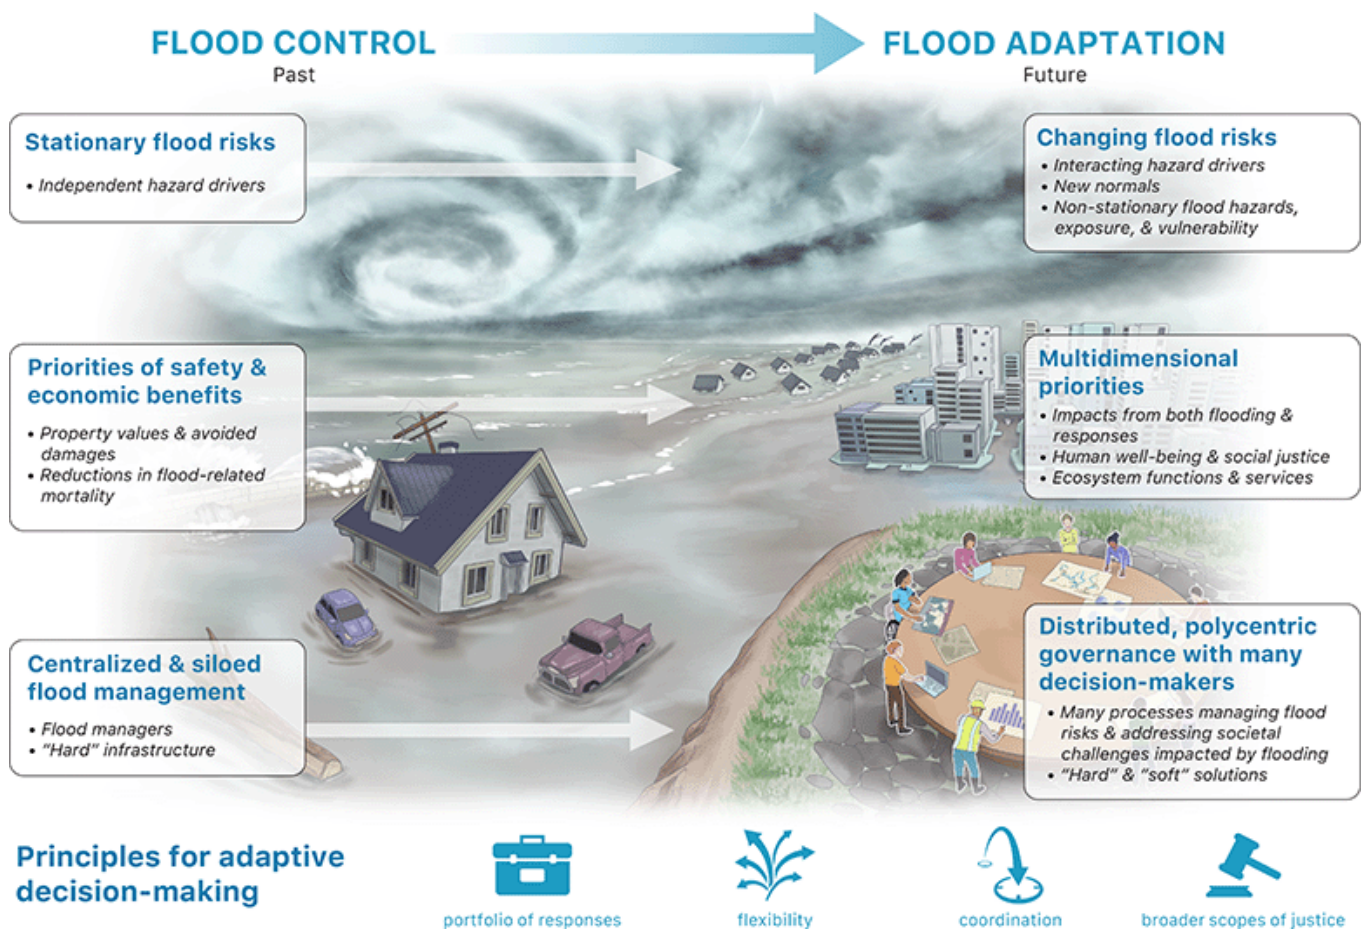 FLOOD CONTROL
Past
FLOOD ADAPTATION
Future
Stationary flood risks
• Independent hazard drivers
Changing flood risks
• Interacting hazard drivers
• New normals
• Non-stationary flood hazards,
exposure, & vulnerability
Priorities of safety &
economic benefits
• Property values & avoided
damages
• Reductions in flood-related
mortality
Multidimensional
priorities
• Impacts from both flooding &
responses
• Human well-being & social justice
• Ecosystem functions & services
Centralized & siloed
flood management
• Flood managers
• “Hard” infrastructure
Distributed, polycentric
governance with many
decision-makers
• Many processes managing flood
risks & addressing societal
challenges impacted by flooding
• “Hard” & “soft” solutions
Principles for adaptive
decision-making
portfolio of responses
flexibility
coordination
broader scopes of justice